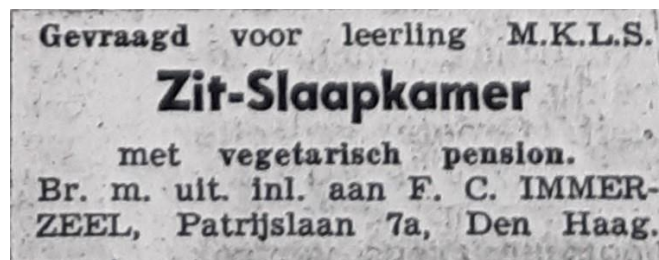 Gevraagd voor leerling M.K.L.S.
Zit-Slaapkamer
met vegetarisch pension.
Br. m. uit. inl. aan F. C. IMMER-
ZEEL, Patrijslaan 7a, Den Haag.